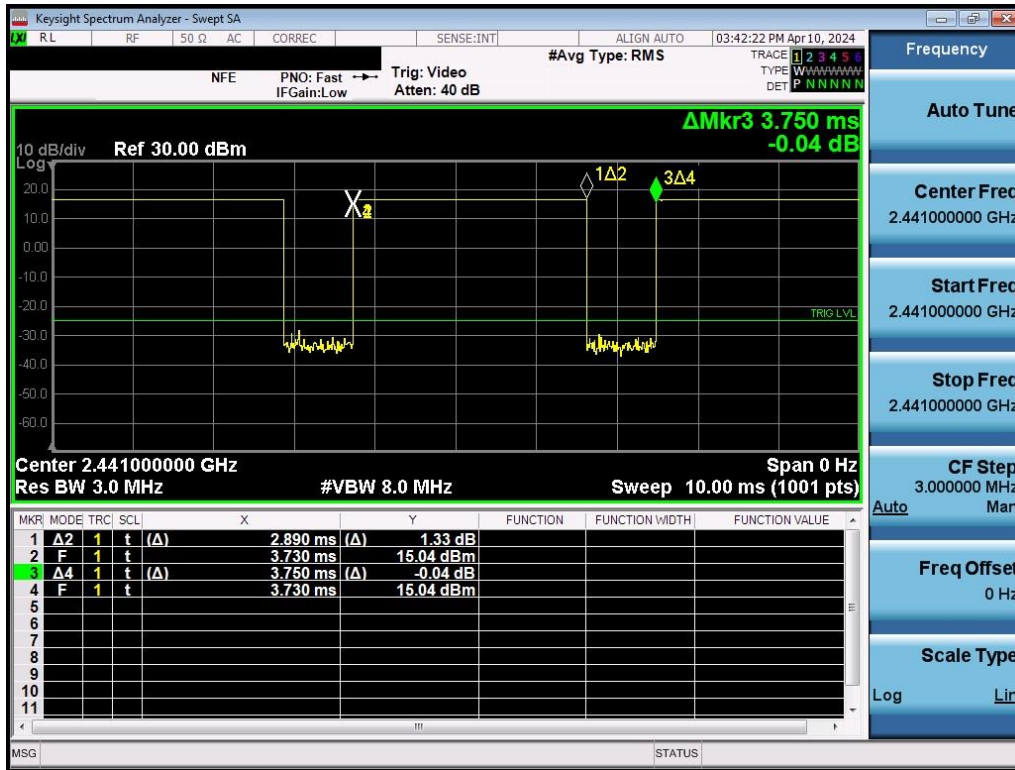 Keysight Spectrum Analyzer - Swept SA
LXI RL RF 50 Ω AC CORREC SENSE:INT ALIGN AUTO 03:42:22 PM Apr 10, 2024
#Avg Type: RMS TRACE 1 2 3 4 5 6
NFE PNO: Fast Trig: Video TYPE WWWWWW
IFGain:Low Atten: 40 dB DET P N N N N N
ΔMkr3 3.750 ms
-0.04 dB
10 dB/div Ref 30.00 dBm
Log
1Δ2 3Δ4
20.0
10.0
0.00
-10.0
-20.0
TRIG LVL
-30.0
-40.0
-50.0
-60.0
Center 2.441000000 GHz Span 0 Hz
Res BW 3.0 MHz #VBW 8.0 MHz Sweep 10.00 ms (1001 pts)
MKR MODE TRC SCL X Y FUNCTION FUNCTION WIDTH FUNCTION VALUE
1 Δ2 1 t (Δ) 2.890 ms (Δ) 1.33 dB
2 F 1 t 3.730 ms 15.04 dBm
3 Δ4 1 t (Δ) 3.750 ms (Δ) -0.04 dB
4 F 1 t 3.730 ms 15.04 dBm
5
6
7
8
9
10
11
MSG STATUS
Frequency
Auto Tune
Center Freq
2.441000000 GHz
Start Freq
2.441000000 GHz
Stop Freq
2.441000000 GHz
CF Step
3.000000 MHz
Auto Man
Freq Offset
0 Hz
Scale Type
Log Lin